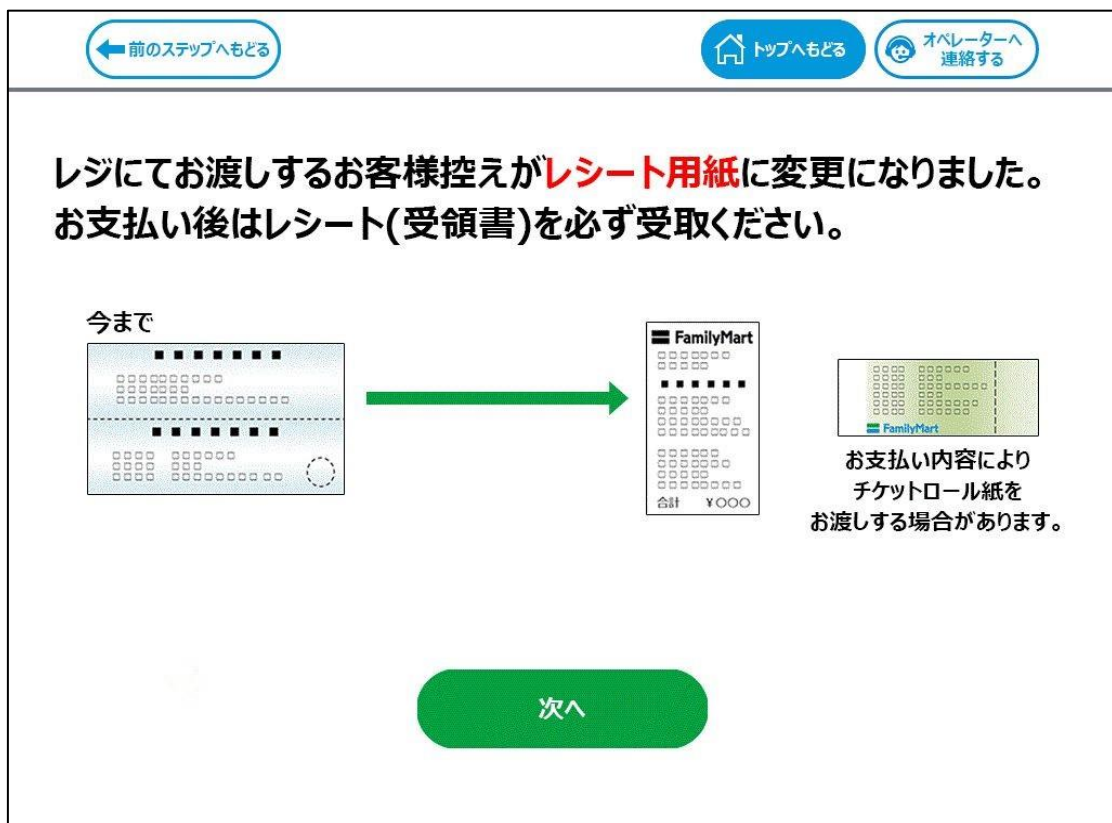 前のステップへもどる
トップへもどる
オペレーターへ
連絡する
レジにてお渡しするお客様控えがレシート用紙に変更になりました。
お支払い後はレシート(受領書)を必ず受取ください。
今まで
■■■■■■■
□□□□□□□□□□
□□□□□□□
□□□□□□□□□□□□□□□□
■■■■■■■
□□□□ □□□□□□
□□□□ □□□
□□□□ □□□□□□□□
FamilyMart
□□□□□□□
□□□□□
■■■■■■
□□□□□□□
□□□□□
□□□□□□□□
□□□□□□□□□
□□□□□□
□□□□□□□
□□□□□
□□□□□□□□
合計 ¥○○○
□□□□ □□□□□□
□□□□ □□□
□□□□ □□□□□□□□
□□□□ □□□
□□□□ □□□□□□□
□□□□ □□□□□□
FamilyMart
お支払い内容により
チケットロール紙を
お渡しする場合があります。
次へ